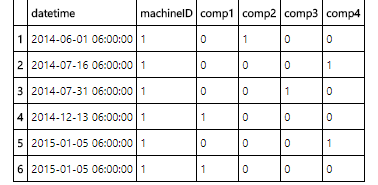 datetime machineID comp1 comp2 comp3 comp4
1 2014-06-01 06:00:00 1 0 1 0 0
2 2014-07-16 06:00:00 1 0 0 0 1
3 2014-07-31 06:00:00 1 0 0 1 0
4 2014-12-13 06:00:00 1 1 0 0 0
5 2015-01-05 06:00:00 1 0 0 0 1
6 2015-01-05 06:00:00 1 1 0 0 0